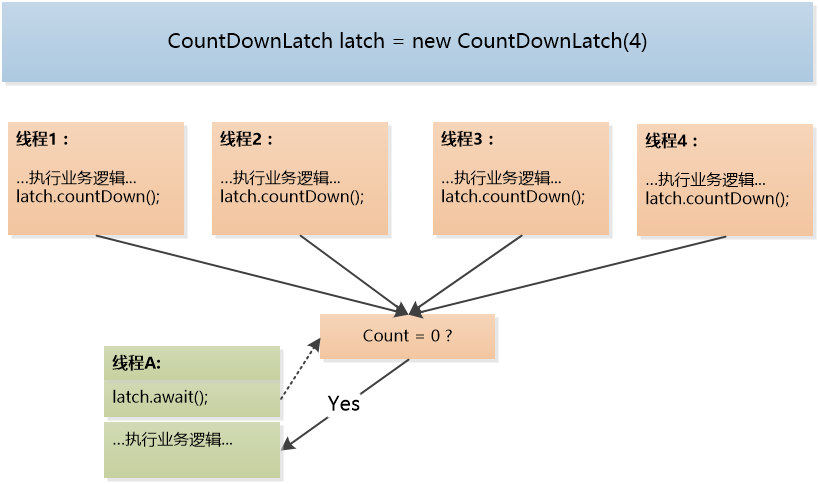 CountDownLatch latch = new CountDownLatch(4)
线程1：
...执行业务逻辑...
latch.countDown();
线程2：
...执行业务逻辑...
latch.countDown();
线程3：
...执行业务逻辑...
latch.countDown();
线程4：
...执行业务逻辑...
latch.countDown();
Count = 0 ?
线程A:
latch.await();
Yes
...执行业务逻辑...